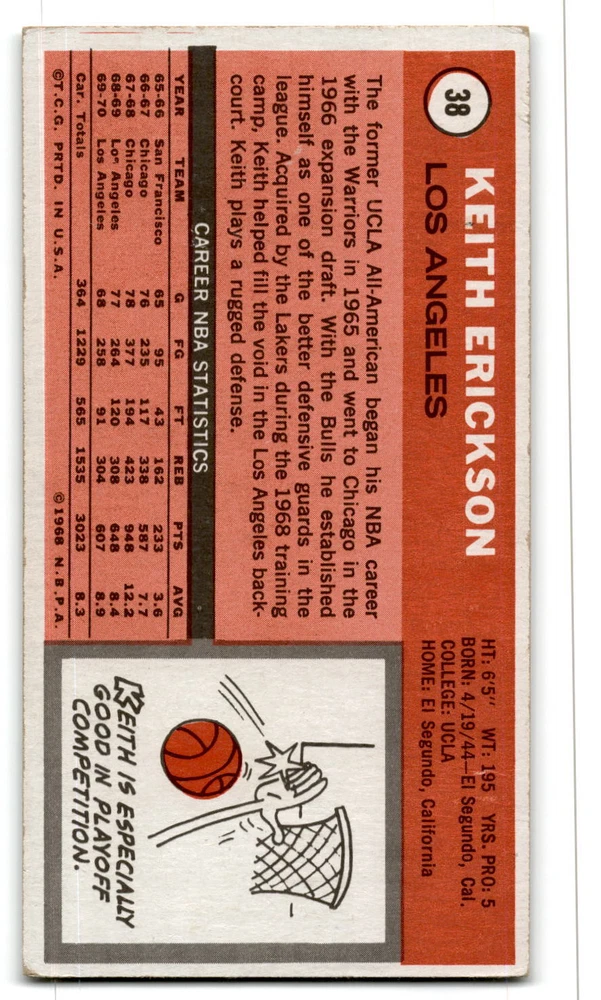 38
KEITH ERICKSON
LOS ANGELES
HT: 6'5" WT: 195 YRS. PRO: 5
BORN: 4/19/44—El Segundo, Cal.
COLLEGE: UCLA
HOME: El Segundo, California
The former UCLA All-American began his NBA career
with the Warriors in 1965 and went to Chicago in the
1966 expansion draft. With the Bulls he established
himself as one of the better defensive guards in the
league. Acquired by the Lakers during the 1968 training
camp, Keith helped fill the void in the Los Angeles back-
court. Keith plays a rugged defense.
CAREER NBA STATISTICS
YEAR TEAM G FG FT REB PTS AVG
65-66 San Francisco 65 95 43 162 233 3.6
66-67 Chicago 76 235 117 338 587 7.7
67-68 Chicago 78 377 194 423 948 12.2
68-69 Los Angeles 77 264 120 308 648 8.4
69-70 Los Angeles 68 258 91 304 607 8.9
Car. Totals 364 1229 565 1535 3023 8.3
©T.C.G. PRTD. IN U.S.A. ©1968 N.B.P.A.
KEITH IS ESPECIALLY
GOOD IN PLAYOFF
COMPETITION.